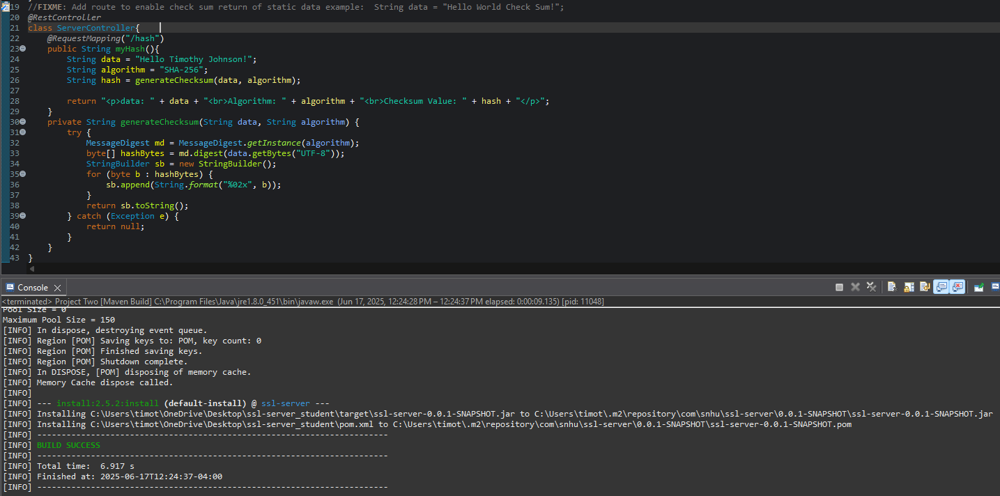 19 //FIXME: Add route to enable check sum return of static data example:  String data = "Hello World Check Sum!";
20 @RestController
21 class ServerController{
22     @RequestMapping("/hash")
23     public String myHash(){
24         String data = "Hello Timothy Johnson!";
25         String algorithm = "SHA-256";
26         String hash = generateChecksum(data, algorithm);
27
28         return "<p>data: " + data + "<br>Algorithm: " + algorithm + "<br>Checksum Value: " + hash + "</p>";
29     }
30     private String generateChecksum(String data, String algorithm) {
31         try {
32             MessageDigest md = MessageDigest.getInstance(algorithm);
33             byte[] hashBytes = md.digest(data.getBytes("UTF-8"));
34             StringBuilder sb = new StringBuilder();
35             for (byte b : hashBytes) {
36                 sb.append(String.format("%02x", b));
37             }
38             return sb.toString();
39         } catch (Exception e) {
40             return null;
41         }
42     }
43 }
Console
<terminated> Project Two [Maven Build] C:\Program Files\Java\jre1.8.0_451\bin\javaw.exe  (Jun 17, 2025, 12:24:28 PM – 12:24:37 PM elapsed: 0:00:09.135) [pid: 11048]
Pool Size = 0
Maximum Pool Size = 150
[INFO] In dispose, destroying event queue.
[INFO] Region [POM] Saving keys to: POM, key count: 0
[INFO] Region [POM] Finished saving keys.
[INFO] Region [POM] Shutdown complete.
[INFO] In DISPOSE, [POM] disposing of memory cache.
[INFO] Memory Cache dispose called.
[INFO]
[INFO] --- install:2.5.2:install (default-install) @ ssl-server ---
[INFO] Installing C:\Users\timot\OneDrive\Desktop\ssl-server_student\target\ssl-server-0.0.1-SNAPSHOT.jar to C:\Users\timot\.m2\repository\com\snhu\ssl-server\0.0.1-SNAPSHOT\ssl-server-0.0.1-SNAPSHOT.jar
[INFO] Installing C:\Users\timot\OneDrive\Desktop\ssl-server_student\pom.xml to C:\Users\timot\.m2\repository\com\snhu\ssl-server\0.0.1-SNAPSHOT\ssl-server-0.0.1-SNAPSHOT.pom
[INFO] ------------------------------------------------------------------------
[INFO] BUILD SUCCESS
[INFO] ------------------------------------------------------------------------
[INFO] Total time:  6.917 s
[INFO] Finished at: 2025-06-17T12:24:37-04:00
[INFO] ------------------------------------------------------------------------